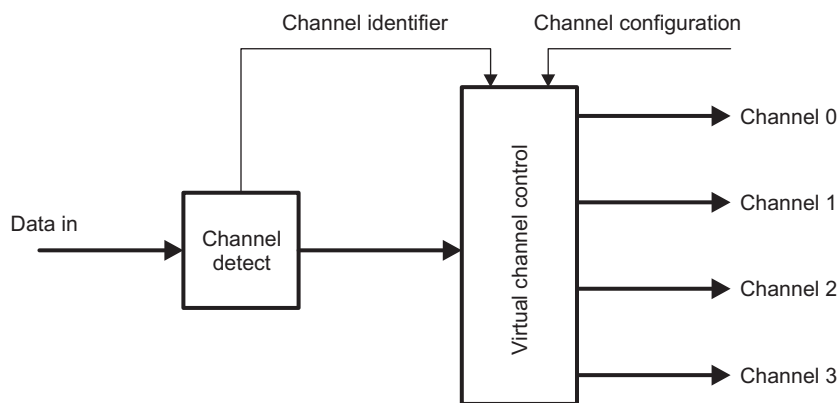 Channel identifier
Channel configuration
Channel 0
Channel 1
Data in
Channel
detect
Virtual channel control
Channel 2
Channel 3